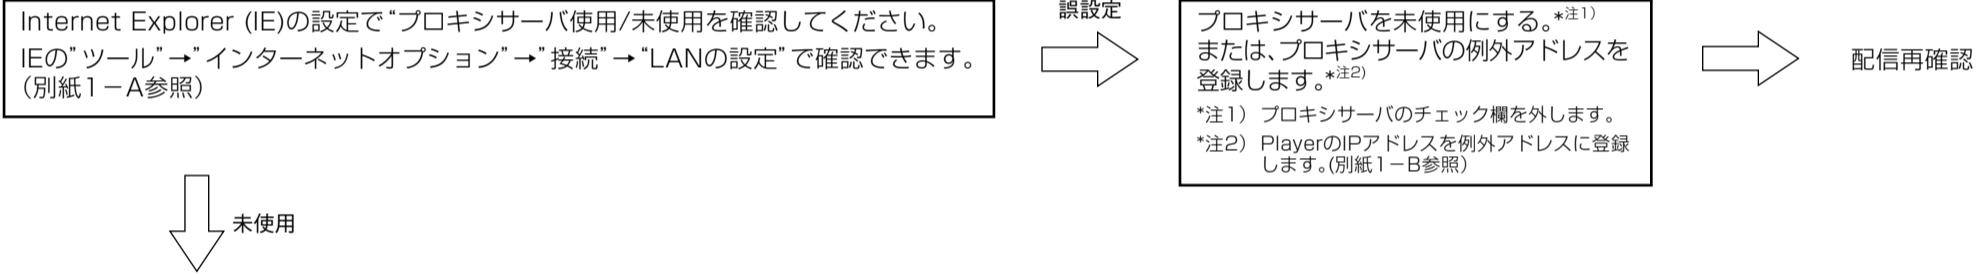 Internet Explorer (IE)の設定で“プロキシサーバ使用/未使用を確認してください。
IEの”ツール”→”インターネットオプション”→”接続”→“LANの設定”で確認できます。
（別紙1－A参照）
誤設定
プロキシサーバを未使用にする。*注1）
または、プロキシサーバの例外アドレスを
登録します。*注2)
*注1） プロキシサーバのチェック欄を外します。
*注2） PlayerのIPアドレスを例外アドレスに登録
します。(別紙1－B参照）
配信再確認
未使用